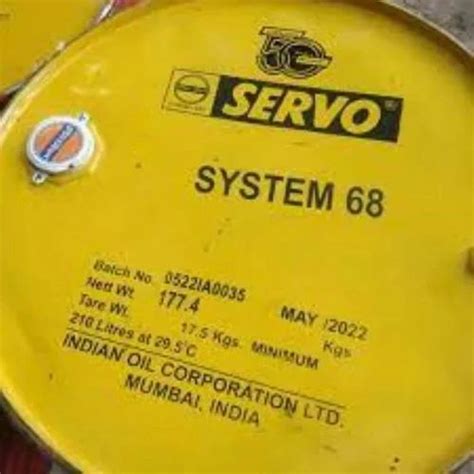 50
SERVO®
SYSTEM 68
Batch No. 0522IA0035 MAY /2022
Nett Wt. 177.4 Kgs
Tare Wt. 17.5 Kgs. MINIMUM
210 Litres at 29.5°C
INDIAN OIL CORPORATION LTD.
MUMBAI, INDIA